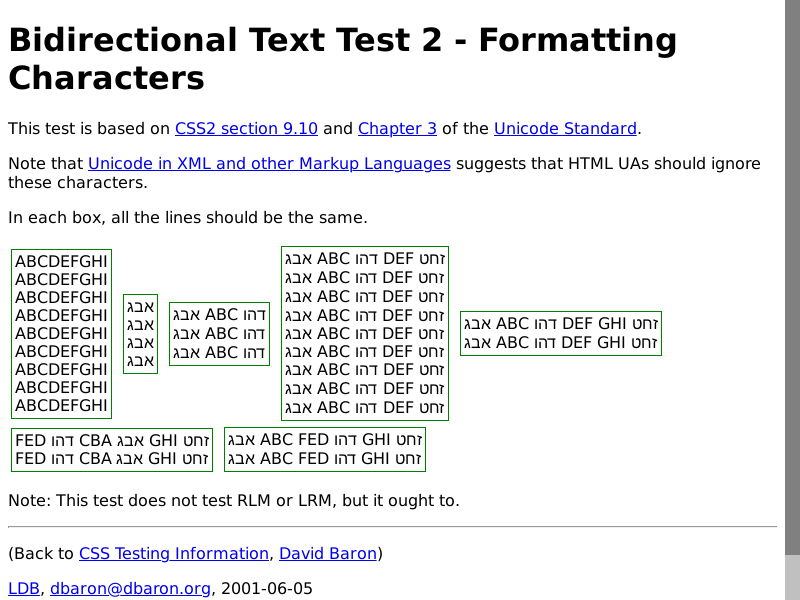 Bidirectional Text Test 2 - Formatting
Characters
This test is based on CSS2 section 9.10 and Chapter 3 of the Unicode Standard.
Note that Unicode in XML and other Markup Languages suggests that HTML UAs should ignore
these characters.
In each box, all the lines should be the same.
ABCDEFGHI
ABCDEFGHI
ABCDEFGHI
ABCDEFGHI
ABCDEFGHI
ABCDEFGHI
ABCDEFGHI
ABCDEFGHI
ABCDEFGHI
אבג
אבג
אבג
אבג
אבג ABC דהו
אבג ABC דהו
אבג ABC דהו
אבג ABC דהו DEF זחט
אבג ABC דהו DEF זחט
אבג ABC דהו DEF זחט
אבג ABC דהו DEF זחט
אבג ABC דהו DEF זחט
אבג ABC דהו DEF זחט
אבג ABC דהו DEF זחט
אבג ABC דהו DEF זחט
אבג ABC דהו DEF זחט
אבג ABC דהו DEF GHI זחט
אבג ABC דהו DEF GHI זחט
FED דהו CBA אבג GHI זחט
FED דהו CBA אבג GHI זחט
אבג ABC FED דהו GHI זחט
אבג ABC FED דהו GHI זחט
Note: This test does not test RLM or LRM, but it ought to.
(Back to CSS Testing Information, David Baron)
LDB, dbaron@dbaron.org, 2001-06-05